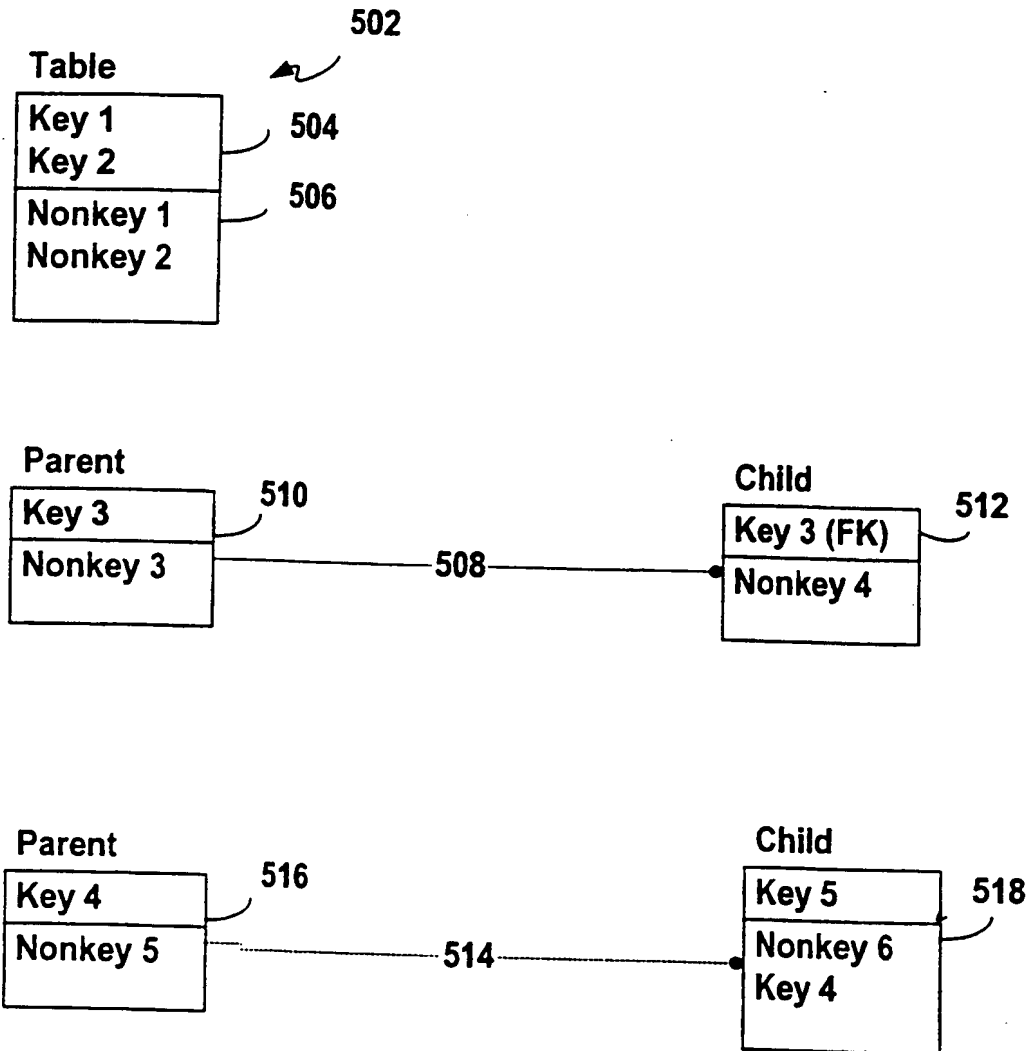 502
Table
Key 1
Key 2
504
Nonkey 1
Nonkey 2
506
Parent
Key 3
510
Nonkey 3
508
Child
Key 3 (FK)
512
Nonkey 4
Parent
Key 4
516
Nonkey 5
514
Child
Key 5
518
Nonkey 6
Key 4